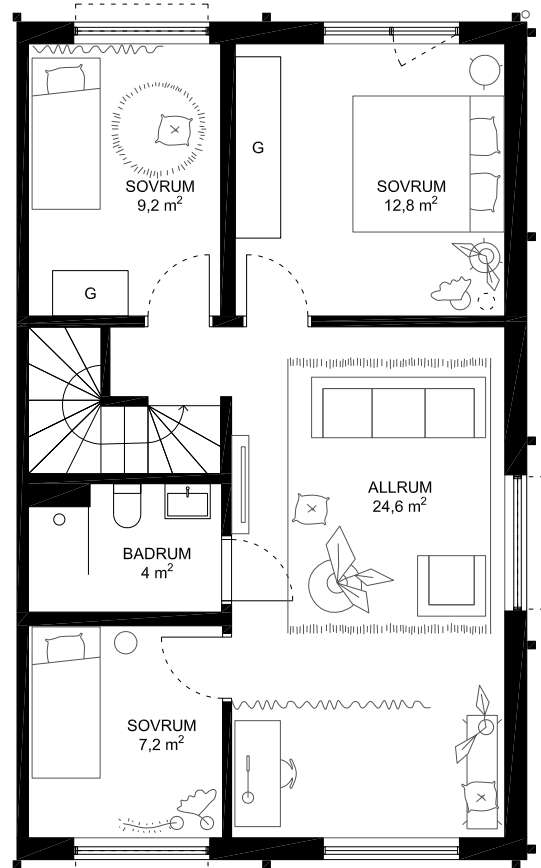 SOVRUM
9,2 m²
G
SOVRUM
12,8 m²
G
ALLRUM
24,6 m²
BADRUM
4 m²
SOVRUM
7,2 m²